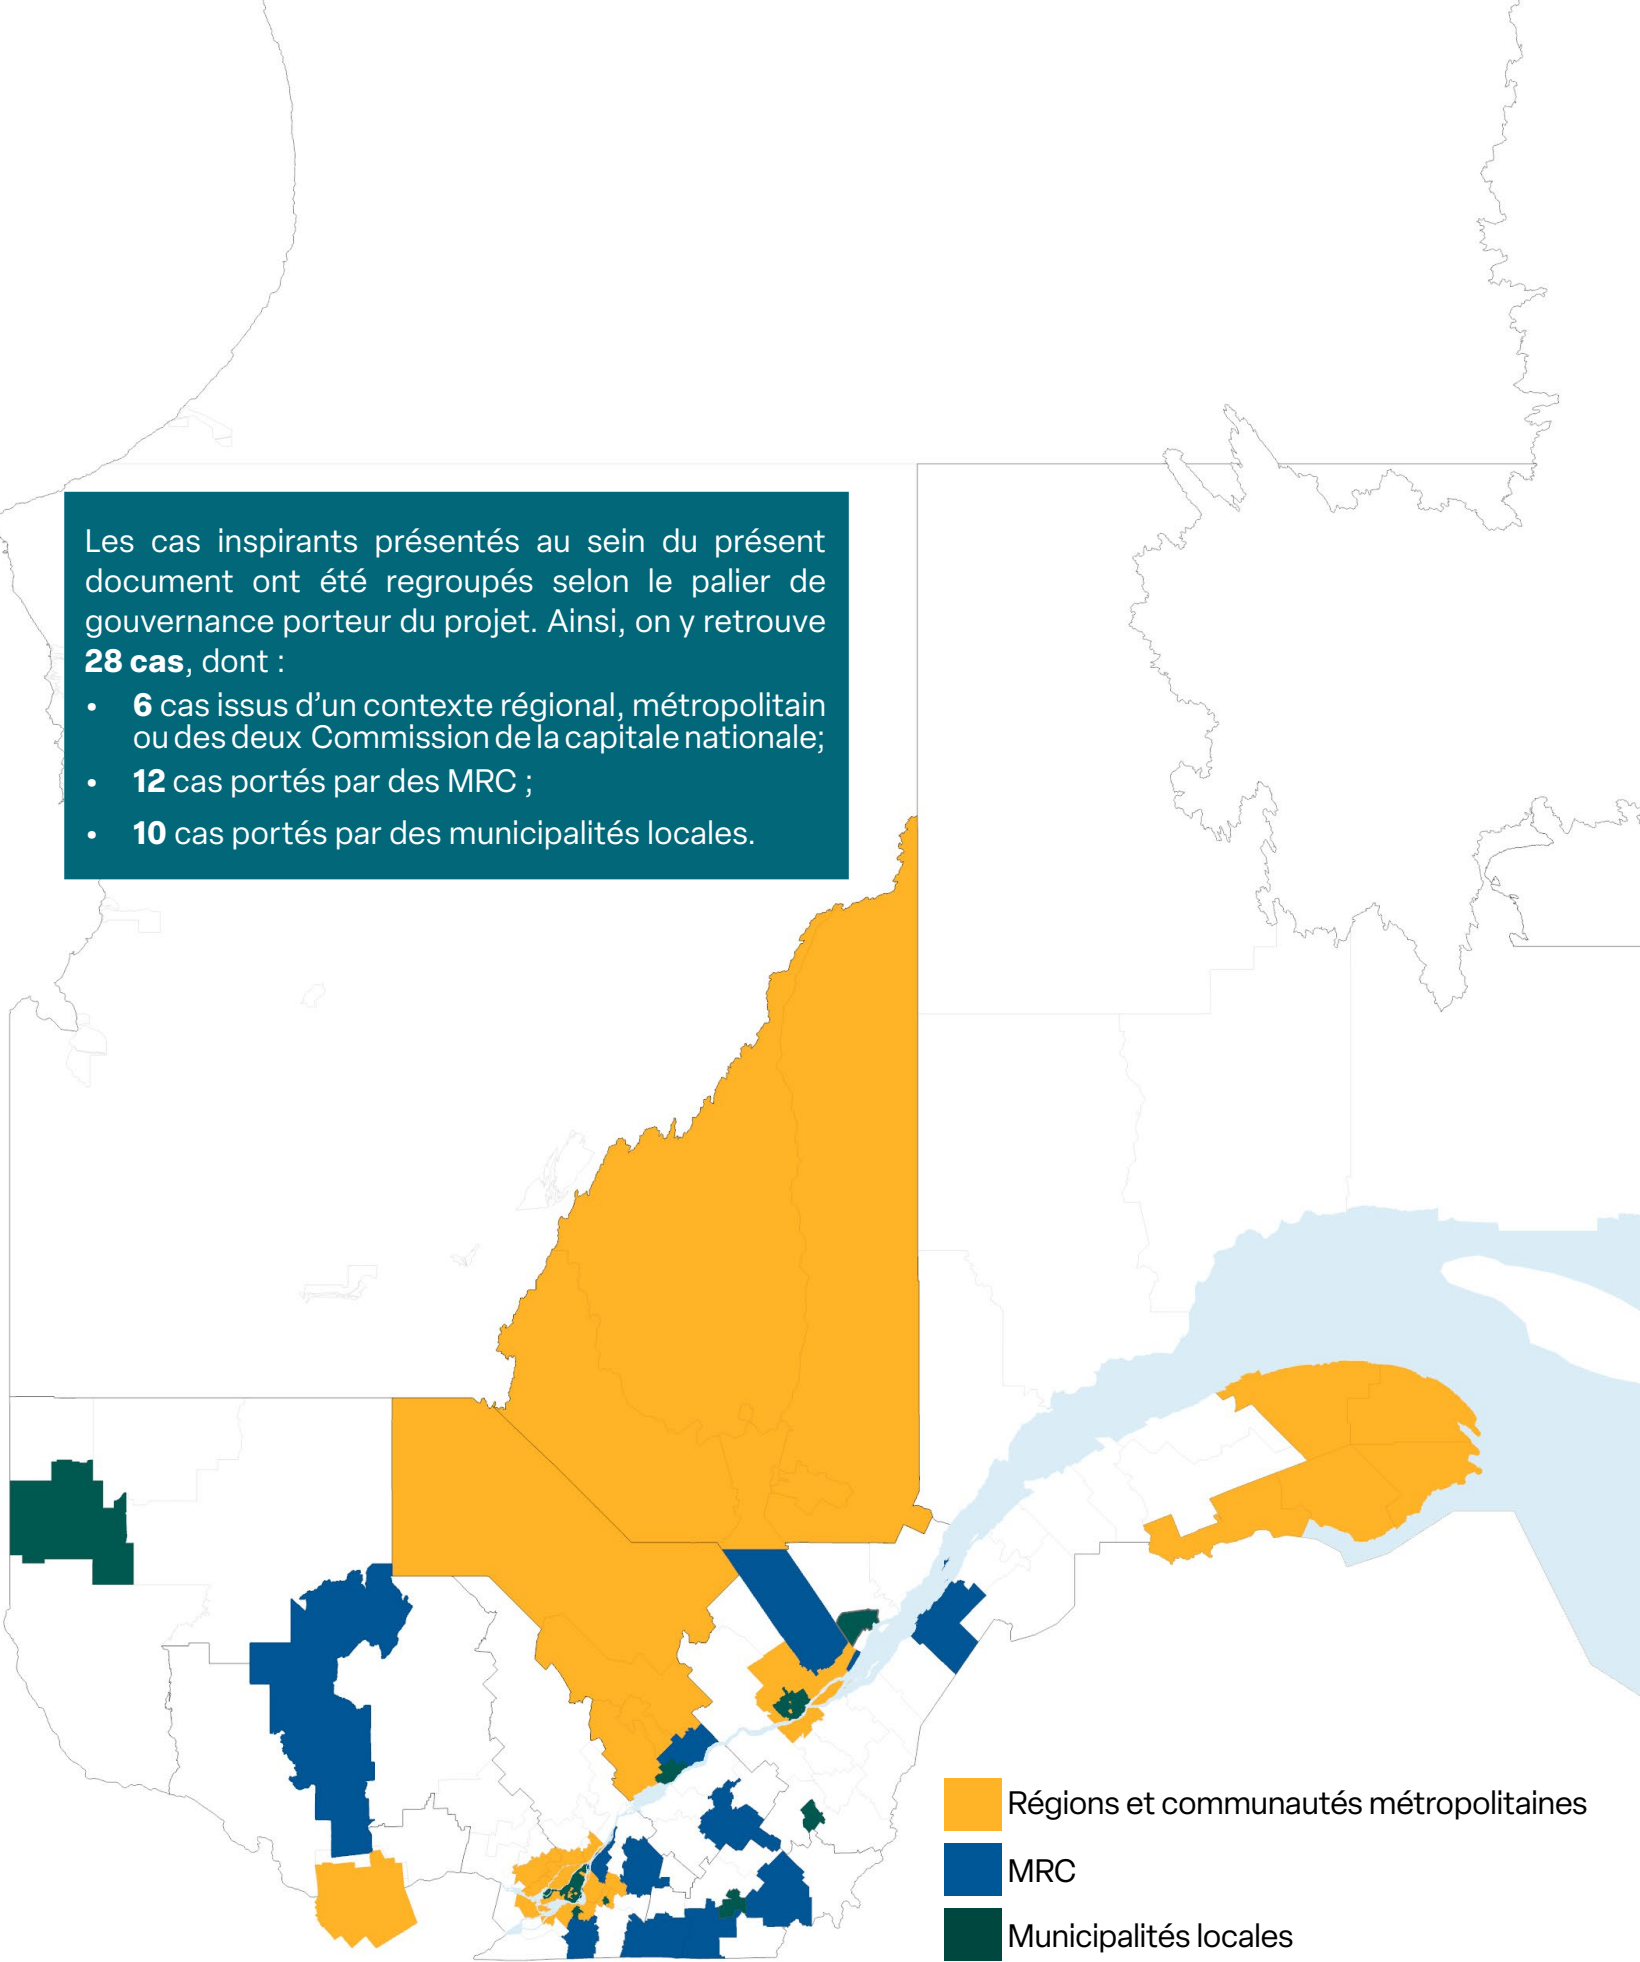 Les cas inspirants présentés au sein du présent
document ont été regroupés selon le palier de
gouvernance porteur du projet. Ainsi, on y retrouve
28 cas, dont :
• 6 cas issus d'un contexte régional, métropolitain
ou des deux Commission de la capitale nationale;
• 12 cas portés par des MRC ;
• 10 cas portés par des municipalités locales.
Régions et communautés métropolitaines
MRC
Municipalités locales